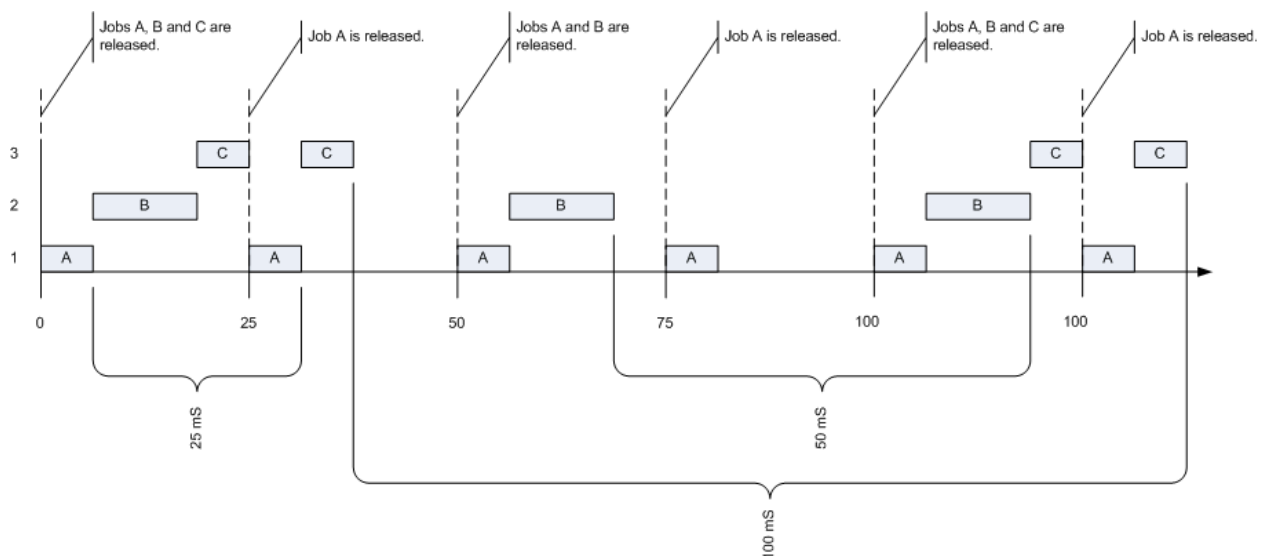 Jobs A, B and C are
released.
Job A is released.
Jobs A and B are
released.
Job A is released.
Jobs A, B and C are
released.
Job A is released.
3
C
C
C
C
2
B
B
B
1
A
A
A
A
A
A
0
25
50
75
100
100
25 mS
50 mS
100 mS